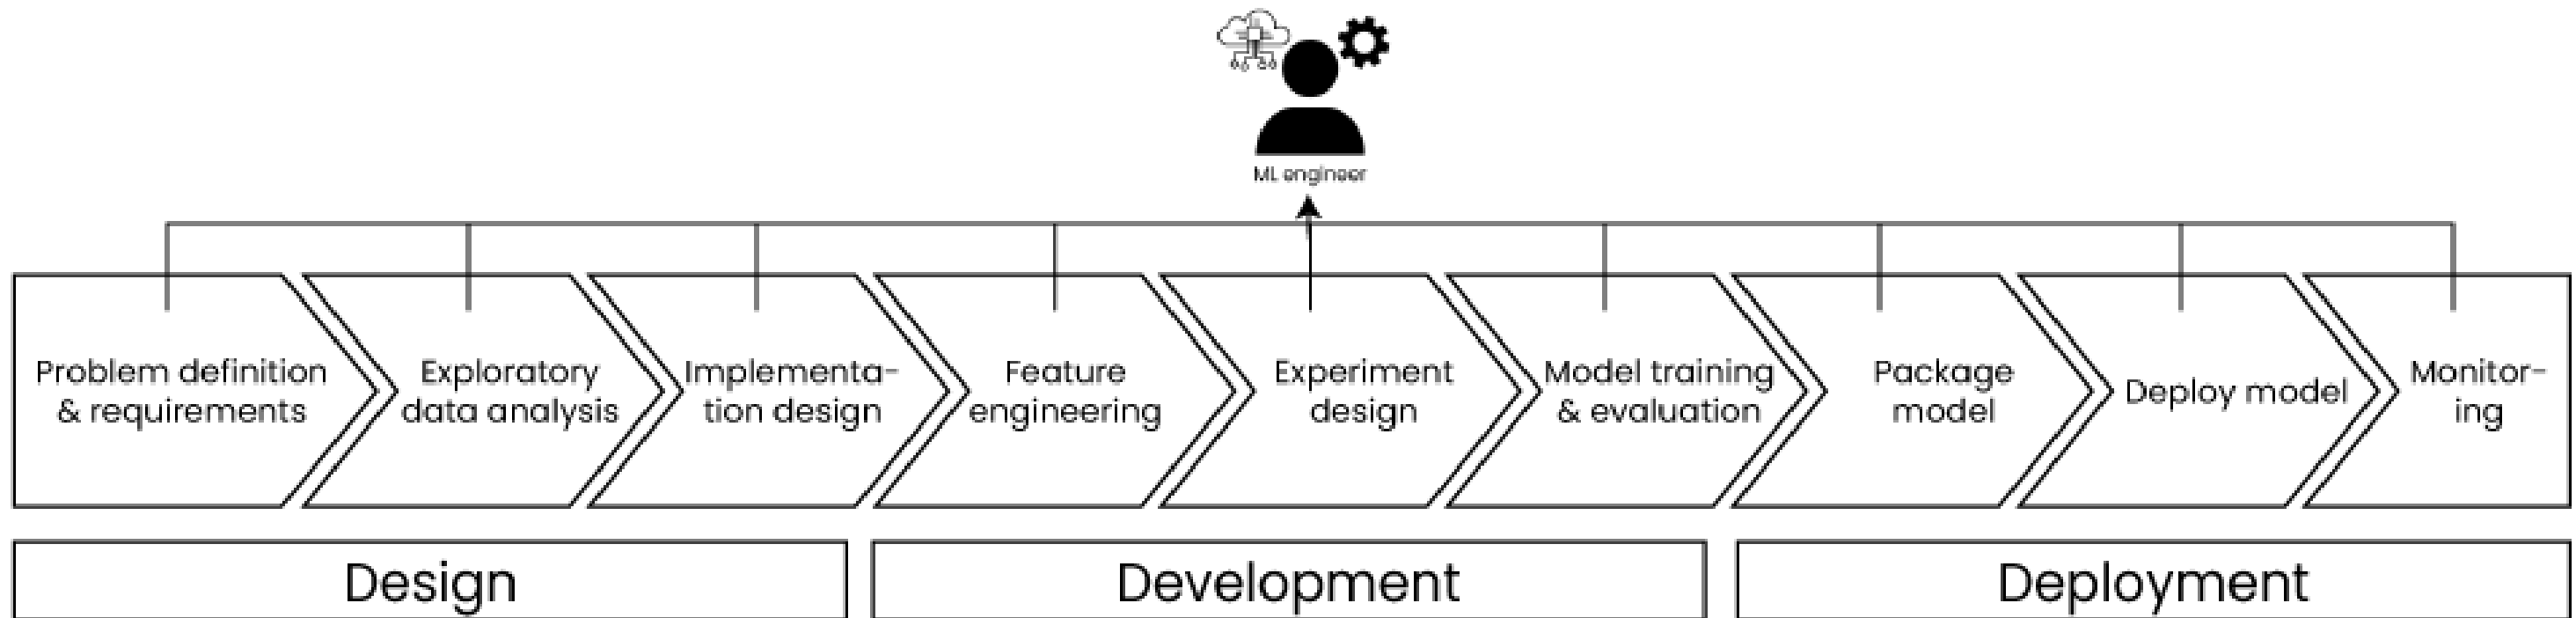 ML engineer
Problem definition
& requirements
Exploratory
data analysis
Implementa-
tion design
Feature
engineering
Experiment
design
Model training
& evaluation
Package
model
Deploy model
Monitor-
ing
Design
Development
Deployment